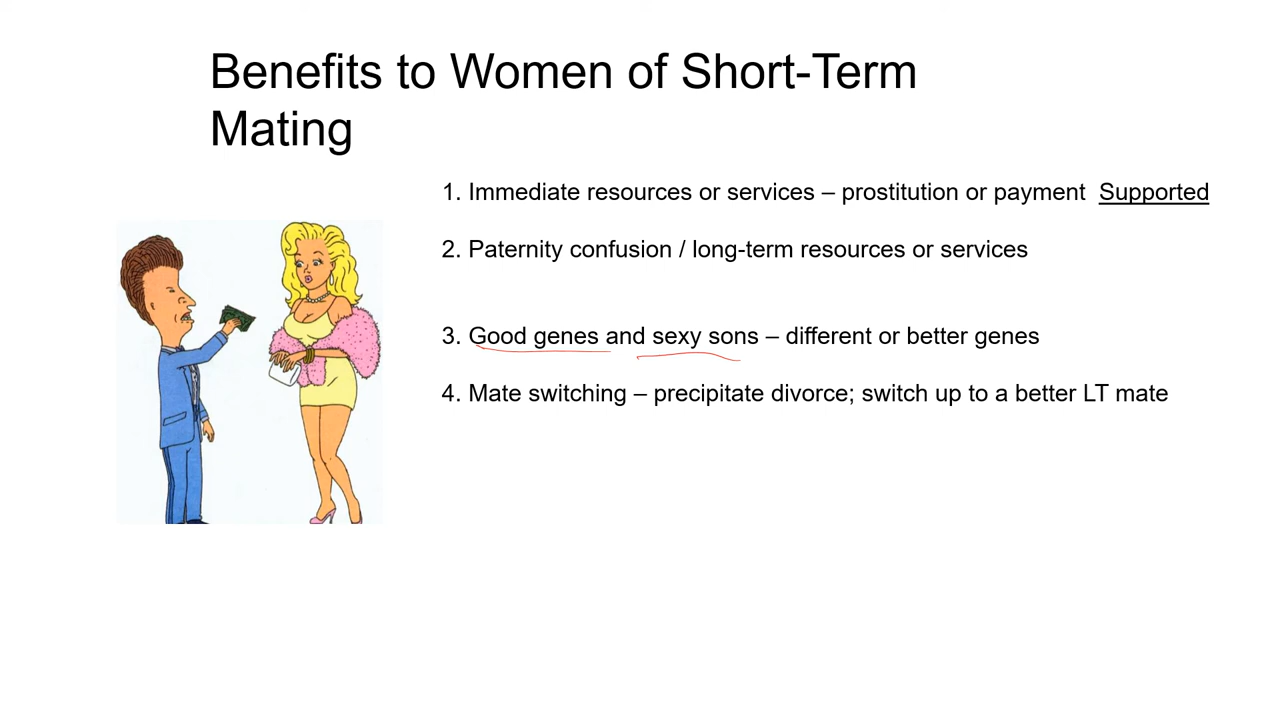 Benefits to Women of Short-Term
Mating
1. Immediate resources or services – prostitution or payment Supported
2. Paternity confusion / long-term resources or services
3. Good genes and sexy sons – different or better genes
4. Mate switching – precipitate divorce; switch up to a better LT mate